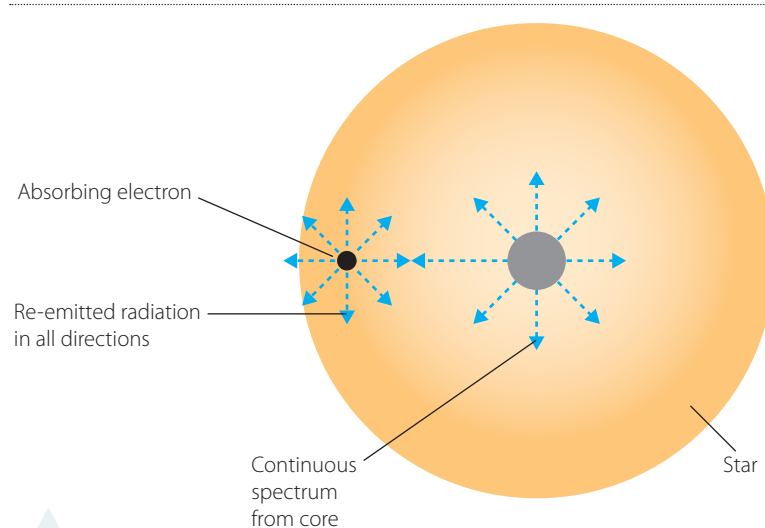 Absorbing electron
Re-emitted radiation
in all directions
Continuous
spectrum
from core
Star